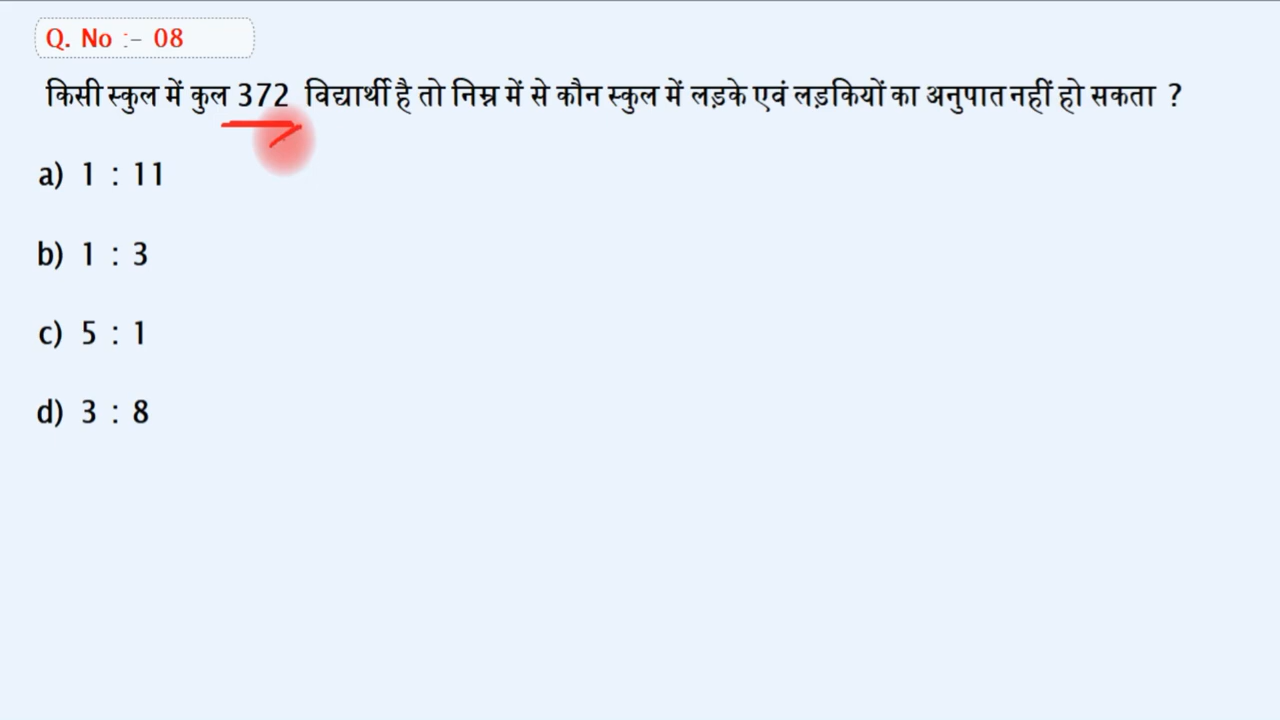 Q. No :- 08
किसी स्कुल में कुल 372 विद्यार्थी है तो निम्न में से कौन स्कुल में लड़के एवं लड़कियों का अनुपात नहीं हो सकता ?
a) 1 : 11
b) 1 : 3
c) 5 : 1
d) 3 : 8